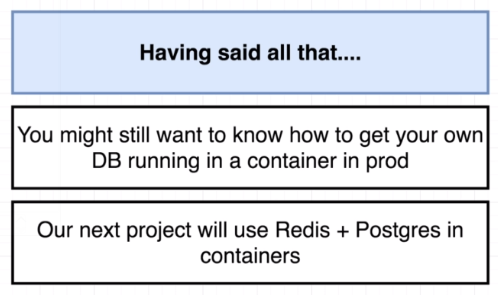 Having said all that....
You might still want to know how to get your own
DB running in a container in prod
Our next project will use Redis + Postgres in
containers